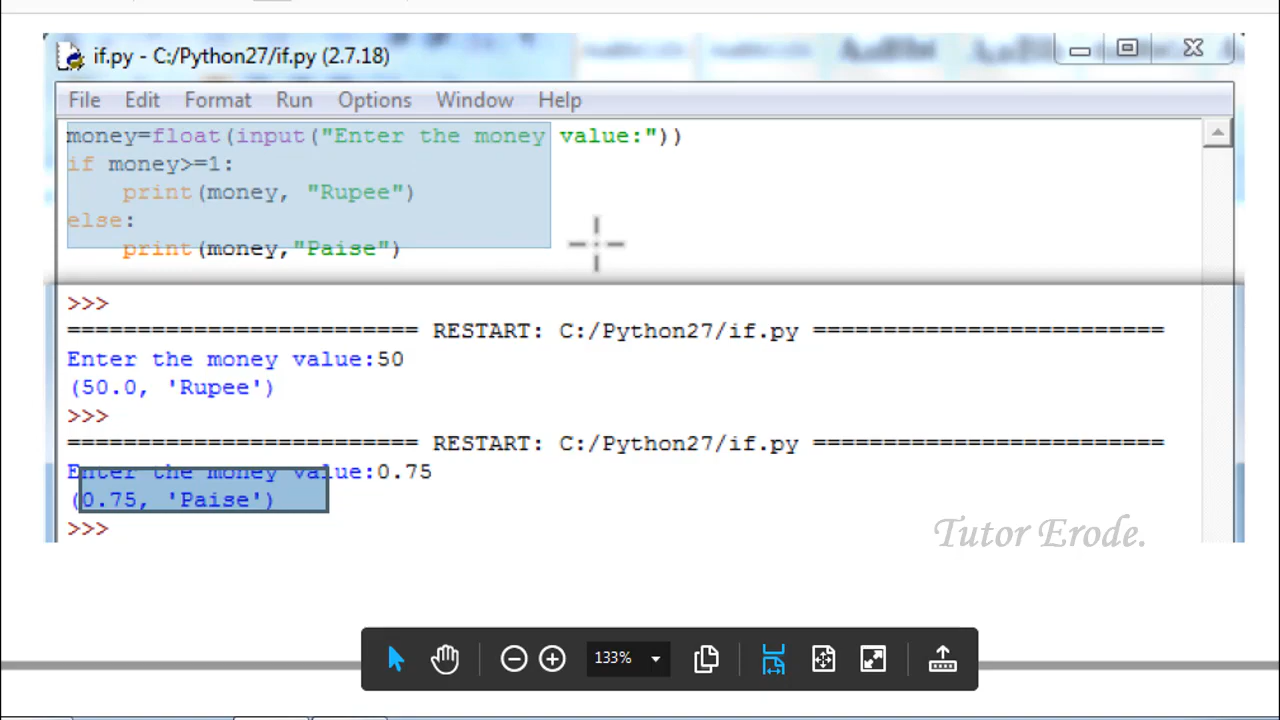 if.py - C:/Python27/if.py (2.7.18)
File Edit Format Run Options Window Help
money=float(input("Enter the money value:"))
if money>=1:
    print(money, "Rupee")
else:
    print(money,"Paise")
>>>
========================= RESTART: C:/Python27/if.py =========================
Enter the money value:50
(50.0, 'Rupee')
>>>
========================= RESTART: C:/Python27/if.py =========================
Enter the money value:0.75
(0.75, 'Paise')
>>>
Tutor Erode.
133%